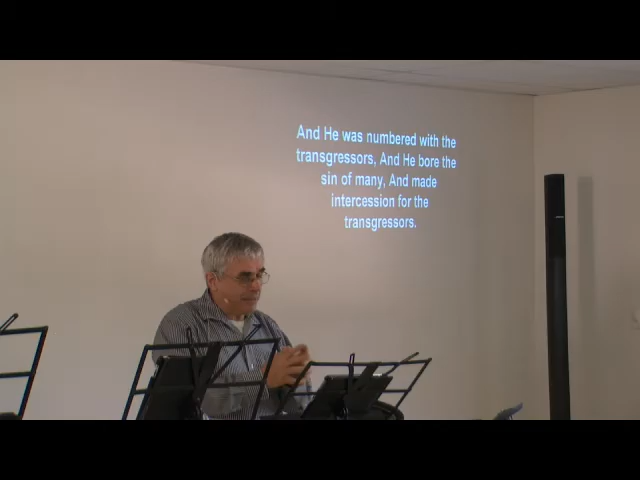 And He was numbered with the
transgressors, And He bore the
sin of many, And made
intercession for the
transgressors.